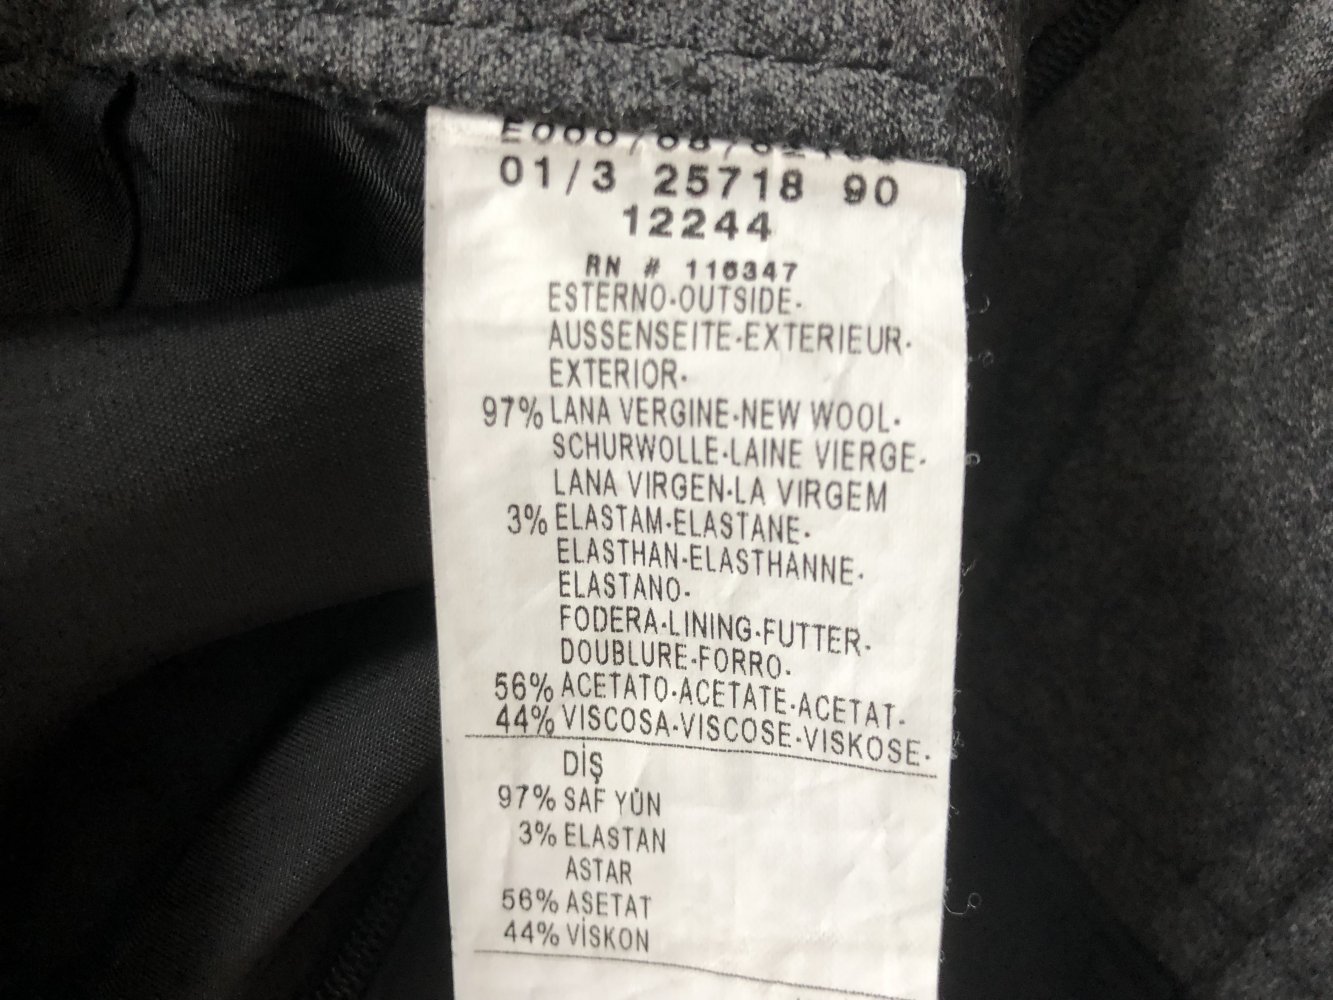 01/3 25718 90
12244
RN # 116347
ESTERNO-OUTSIDE-
AUSSENSEITE-EXTERIEUR-
EXTERIOR-
97% LANA VERGINE-NEW WOOL-
SCHURWOLLE-LAINE VIERGE-
LANA VIRGEN-LA VIRGEM
3% ELASTAM-ELASTANE-
ELASTHAN-ELASTHANNE-
ELASTANO-
FODERA-LINING-FUTTER-
DOUBLURE-FORRO-
56% ACETATO-ACETATE-ACETAT-
44% VISCOSA-VISCOSE-VISKOSE-
DİŞ
97% SAF YÜN
3% ELASTAN
ASTAR
56% ASETAT
44% VİSKON